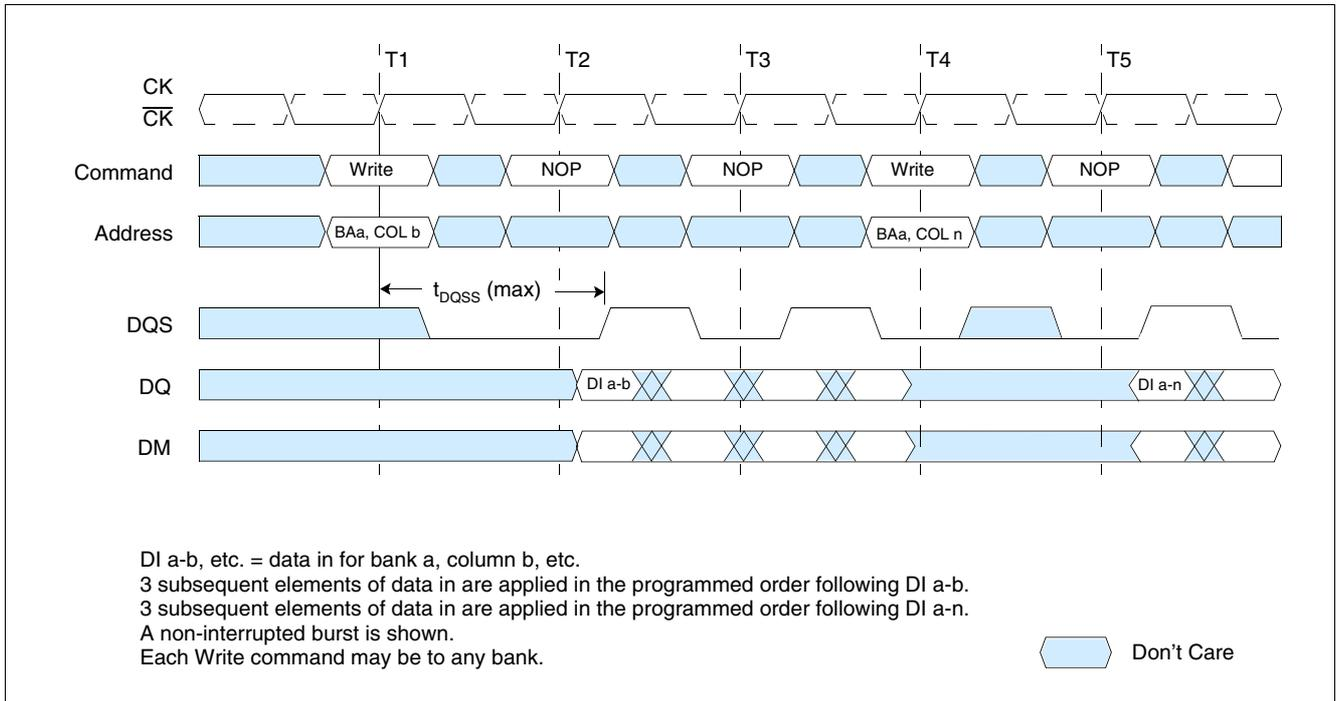 T1 T2 T3 T4 T5
CK
C̅K̅
Command Write NOP NOP Write NOP
Address BAa, COL b BAa, COL n
tDQSS (max)
DQS
DQ DI a-b DI a-n
DM
DI a-b, etc. = data in for bank a, column b, etc.
3 subsequent elements of data in are applied in the programmed order following DI a-b.
3 subsequent elements of data in are applied in the programmed order following DI a-n.
A non-interrupted burst is shown.
Each Write command may be to any bank.
Don't Care